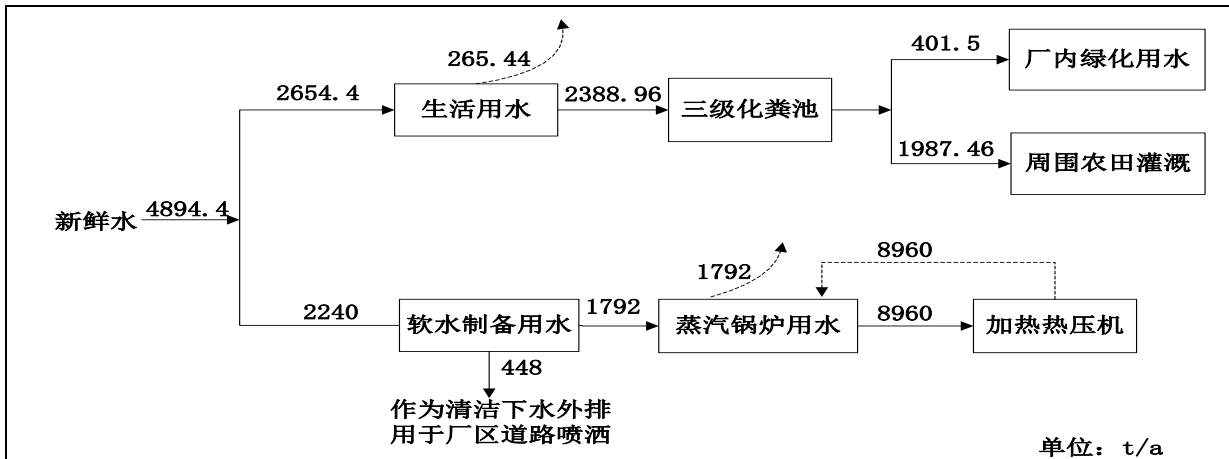 265.44
401.5
厂内绿化用水
2654.4
生活用水
2388.96
三级化粪池
1987.46
周围农田灌溉
新鲜水
4894.4
1792
8960
2240
软水制备用水
1792
蒸汽锅炉用水
8960
加热热压机
448
作为清洁下水外排
用于厂区道路喷洒
单位：t/a